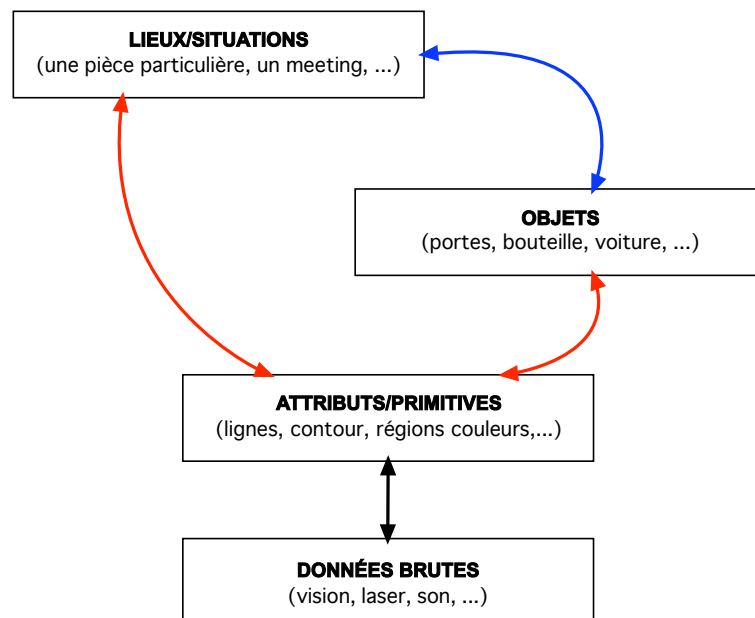 LIEUX/SITUATIONS
(une pièce particulière, un meeting, ...)
OBJETS
(portes, bouteille, voiture, ...)
ATTRIBUTS/PRIMITIVES
(lignes, contour, régions couleurs,...)
DONNÉES BRUTES
(vision, laser, son, ...)